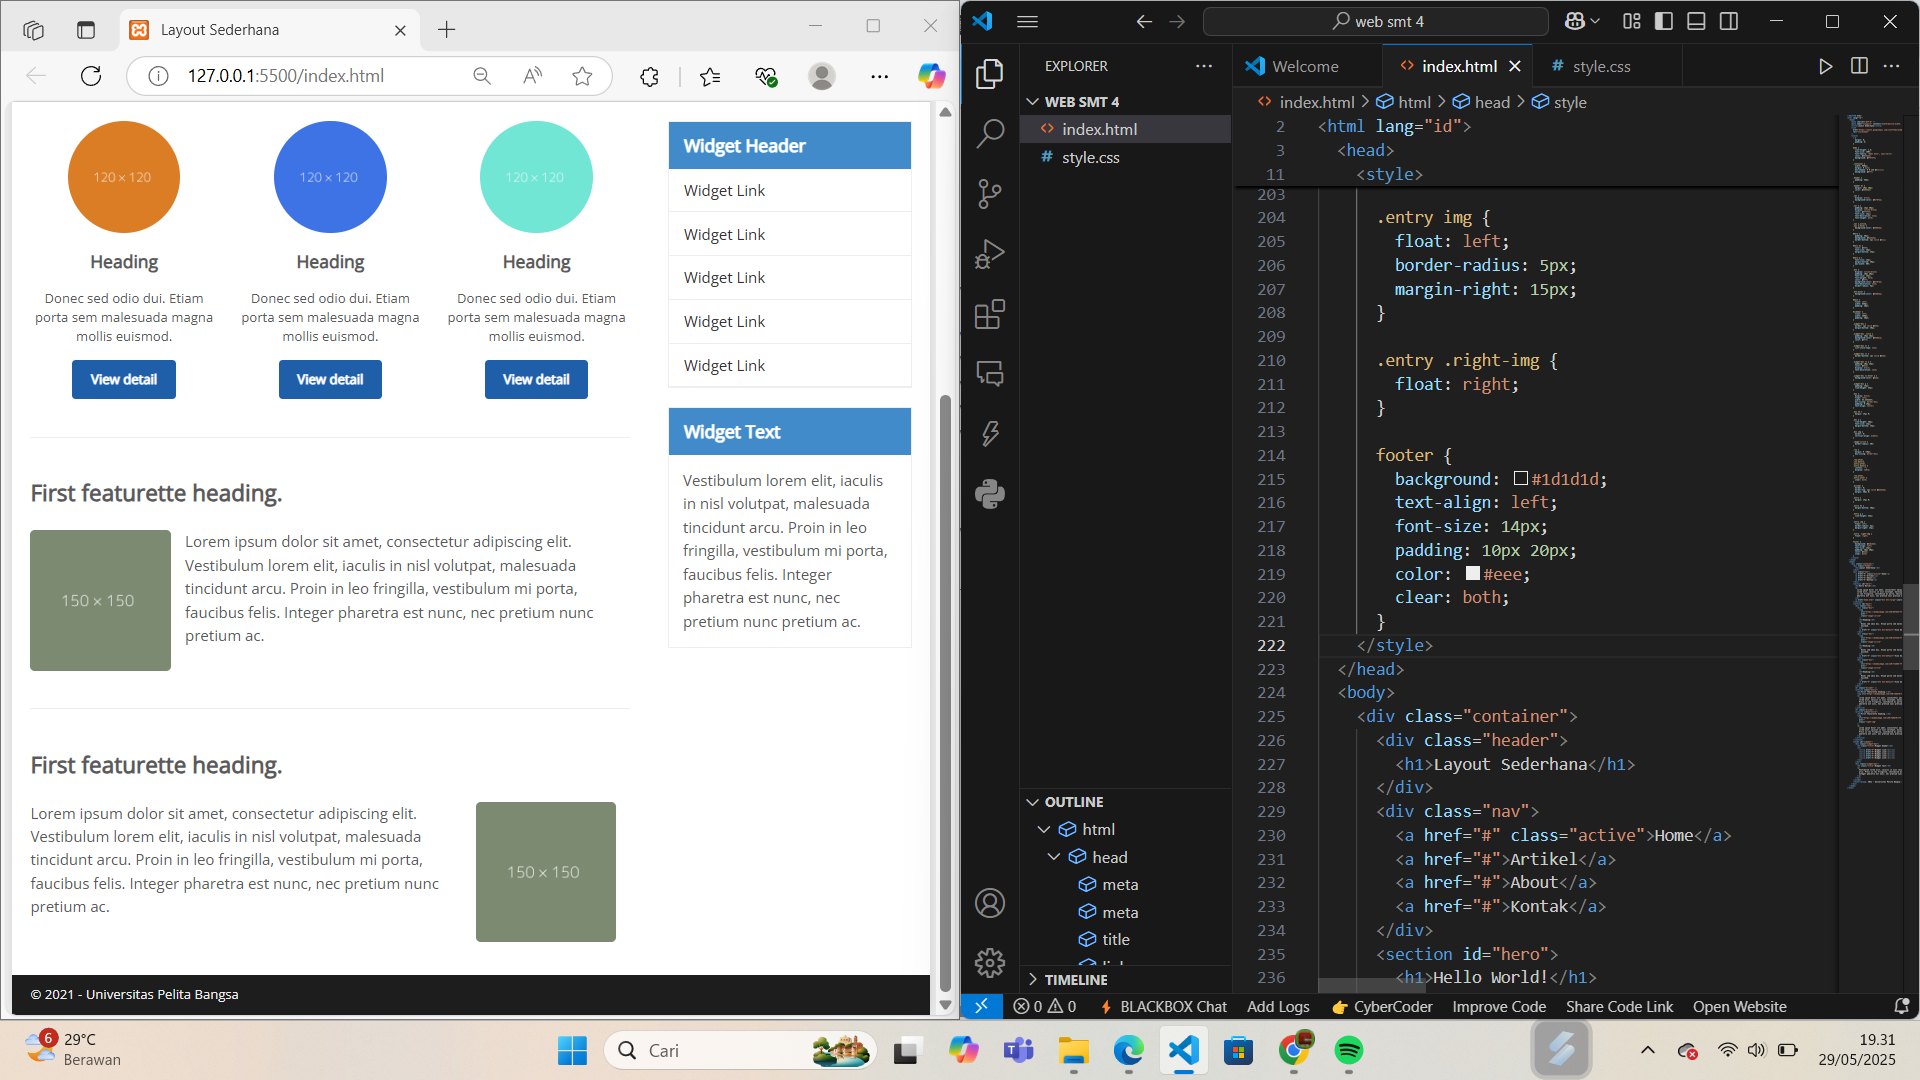 Layout Sederhana
127.0.0.1:5500/index.html
120 × 120
120 × 120
120 × 120
Heading
Heading
Heading
Donec sed odio dui. Etiam
porta sem malesuada magna
mollis euismod.
Donec sed odio dui. Etiam
porta sem malesuada magna
mollis euismod.
Donec sed odio dui. Etiam
porta sem malesuada magna
mollis euismod.
View detail
View detail
View detail
Widget Header
Widget Link
Widget Link
Widget Link
Widget Link
Widget Link
Widget Text
Vestibulum lorem elit, iaculis
in nisl volutpat, malesuada
tincidunt arcu. Proin in leo
fringilla, vestibulum mi porta,
faucibus felis. Integer
pharetra est nunc, nec
pretium nunc pretium ac.
First featurette heading.
150 × 150
Lorem ipsum dolor sit amet, consectetur adipiscing elit.
Vestibulum lorem elit, iaculis in nisl volutpat, malesuada
tincidunt arcu. Proin in leo fringilla, vestibulum mi porta,
faucibus felis. Integer pharetra est nunc, nec pretium nunc
pretium ac.
First featurette heading.
Lorem ipsum dolor sit amet, consectetur adipiscing elit.
Vestibulum lorem elit, iaculis in nisl volutpat, malesuada
tincidunt arcu. Proin in leo fringilla, vestibulum mi porta,
faucibus felis. Integer pharetra est nunc, nec pretium nunc
pretium ac.
150 × 150
© 2021 - Universitas Pelita Bangsa
web smt 4
EXPLORER
WEB SMT 4
index.html
style.css
OUTLINE
html
head
meta
meta
title
TIMELINE
Welcome
index.html
style.css
index.html > html > head > style
2 <html lang="id">
3 <head>
11 <style>
203
204 .entry img {
205 float: left;
206 border-radius: 5px;
207 margin-right: 15px;
208 }
209
210 .entry .right-img {
211 float: right;
212 }
213
214 footer {
215 background: #1d1d1d;
216 text-align: left;
217 font-size: 14px;
218 padding: 10px 20px;
219 color: #eee;
220 clear: both;
221 }
222 </style>
223 </head>
224 <body>
225 <div class="container">
226 <div class="header">
227 <h1>Layout Sederhana</h1>
228 </div>
229 <div class="nav">
230 <a href="#" class="active">Home</a>
231 <a href="#">Artikel</a>
232 <a href="#">About</a>
233 <a href="#">Kontak</a>
234 </div>
235 <section id="hero">
236 <h1>Hello World!</h1>
0 0 BLACKBOX Chat Add Logs CyberCoder Improve Code Share Code Link Open Website
6
29°C
Berawan
Cari
19.31
29/05/2025